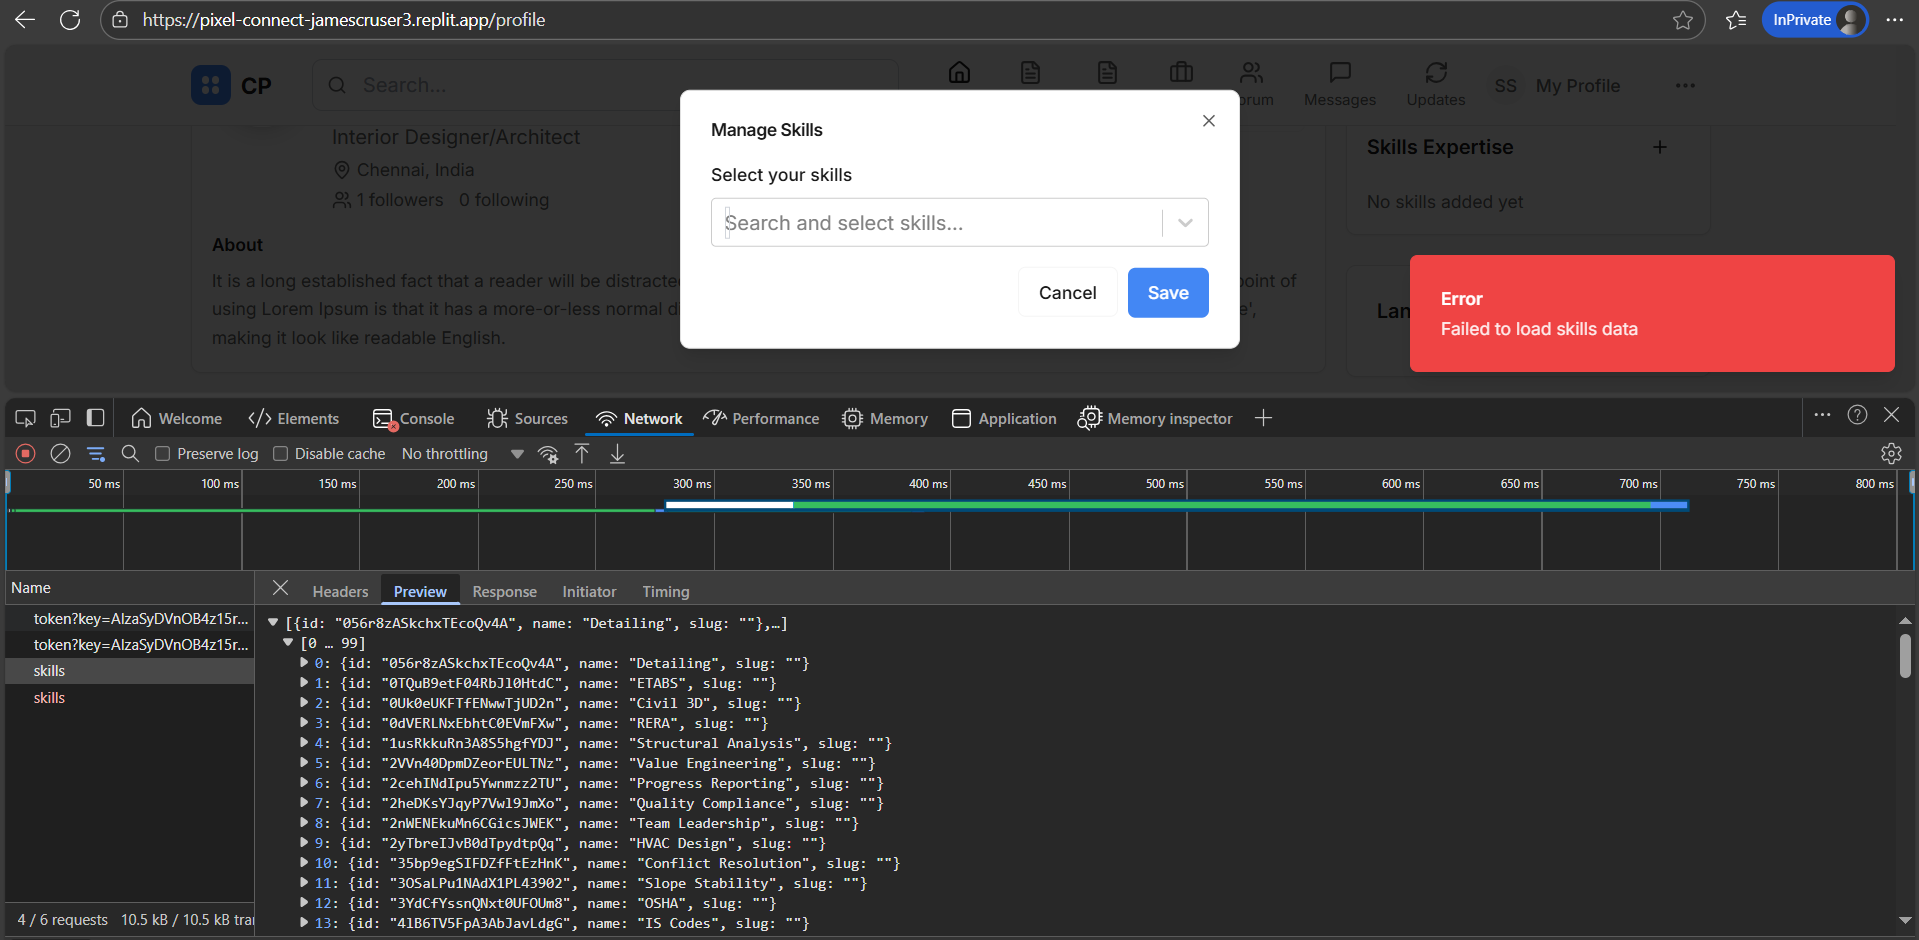 https://pixel-connect-jamescruser3.replit.app/profile
InPrivate
CP
Search...
orum
Messages
Updates
SS
My Profile
Interior Designer/Architect
Chennai, India
1 followers 0 following
About
It is a long established fact that a reader will be distracte
point of
using Lorem Ipsum is that it has a more-or-less normal di
e',
making it look like readable English.
Manage Skills
Select your skills
Search and select skills...
Cancel
Save
Skills Expertise
No skills added yet
Lan
Error
Failed to load skills data
Welcome
Elements
Console
Sources
Network
Performance
Memory
Application
Memory inspector
Preserve log
Disable cache
No throttling
50 ms
100 ms
150 ms
200 ms
250 ms
300 ms
350 ms
400 ms
450 ms
500 ms
550 ms
600 ms
650 ms
700 ms
750 ms
800 ms
Name
Headers
Preview
Response
Initiator
Timing
token?key=AIzaSyDVnOB4z15r...
token?key=AIzaSyDVnOB4z15r...
skills
skills
[{id: "056r8zASkchxTEcoQv4A", name: "Detailing", slug: ""},…]
[0 … 99]
0: {id: "056r8zASkchxTEcoQv4A", name: "Detailing", slug: ""}
1: {id: "0TQuB9etF04RbJl0HtdC", name: "ETABS", slug: ""}
2: {id: "0Uk0eUKFTfENwwTjUD2n", name: "Civil 3D", slug: ""}
3: {id: "0dVERLNxEbhtC0EVmFXw", name: "RERA", slug: ""}
4: {id: "1usRkkuRn3A8S5hgfYDJ", name: "Structural Analysis", slug: ""}
5: {id: "2VVn40DpmDZeorEULTNz", name: "Value Engineering", slug: ""}
6: {id: "2cehINdIpu5Ywnmzz2TU", name: "Progress Reporting", slug: ""}
7: {id: "2heDKsYJqyP7Vwl9JmXo", name: "Quality Compliance", slug: ""}
8: {id: "2nWENEkuMn6CGicsJWEK", name: "Team Leadership", slug: ""}
9: {id: "2yTbreIJvB0dTpydtpQq", name: "HVAC Design", slug: ""}
10: {id: "35bp9egSIFDZfFtEzHnK", name: "Conflict Resolution", slug: ""}
11: {id: "3OSaLPu1NAdX1PL43902", name: "Slope Stability", slug: ""}
12: {id: "3YdCfYssnQNxt0UFOUm8", name: "OSHA", slug: ""}
13: {id: "4lB6TV5FpA3AbJavLdgG", name: "IS Codes", slug: ""}
4 / 6 requests 10.5 kB / 10.5 kB tra